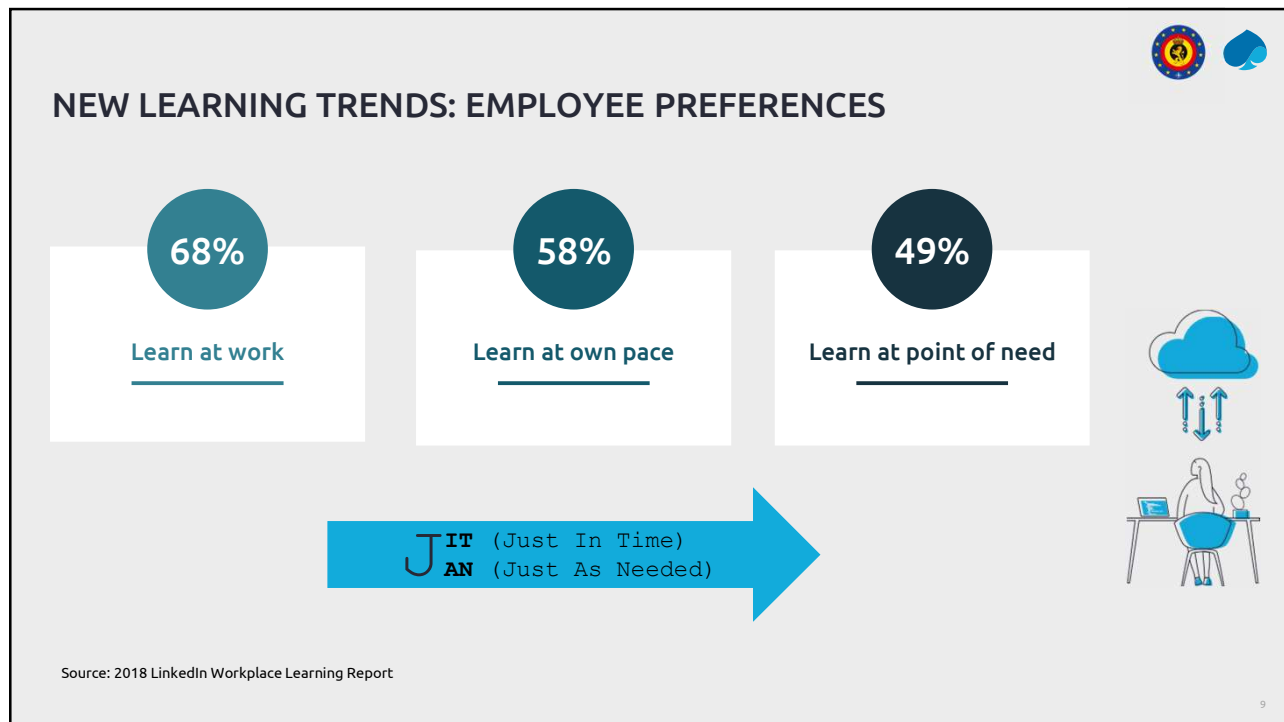 NEW LEARNING TRENDS: EMPLOYEE PREFERENCES
68%
Learn at work
58%
Learn at own pace
49%
Learn at point of need
JIT (Just In Time)
AN (Just As Needed)
Source: 2018 LinkedIn Workplace Learning Report
9